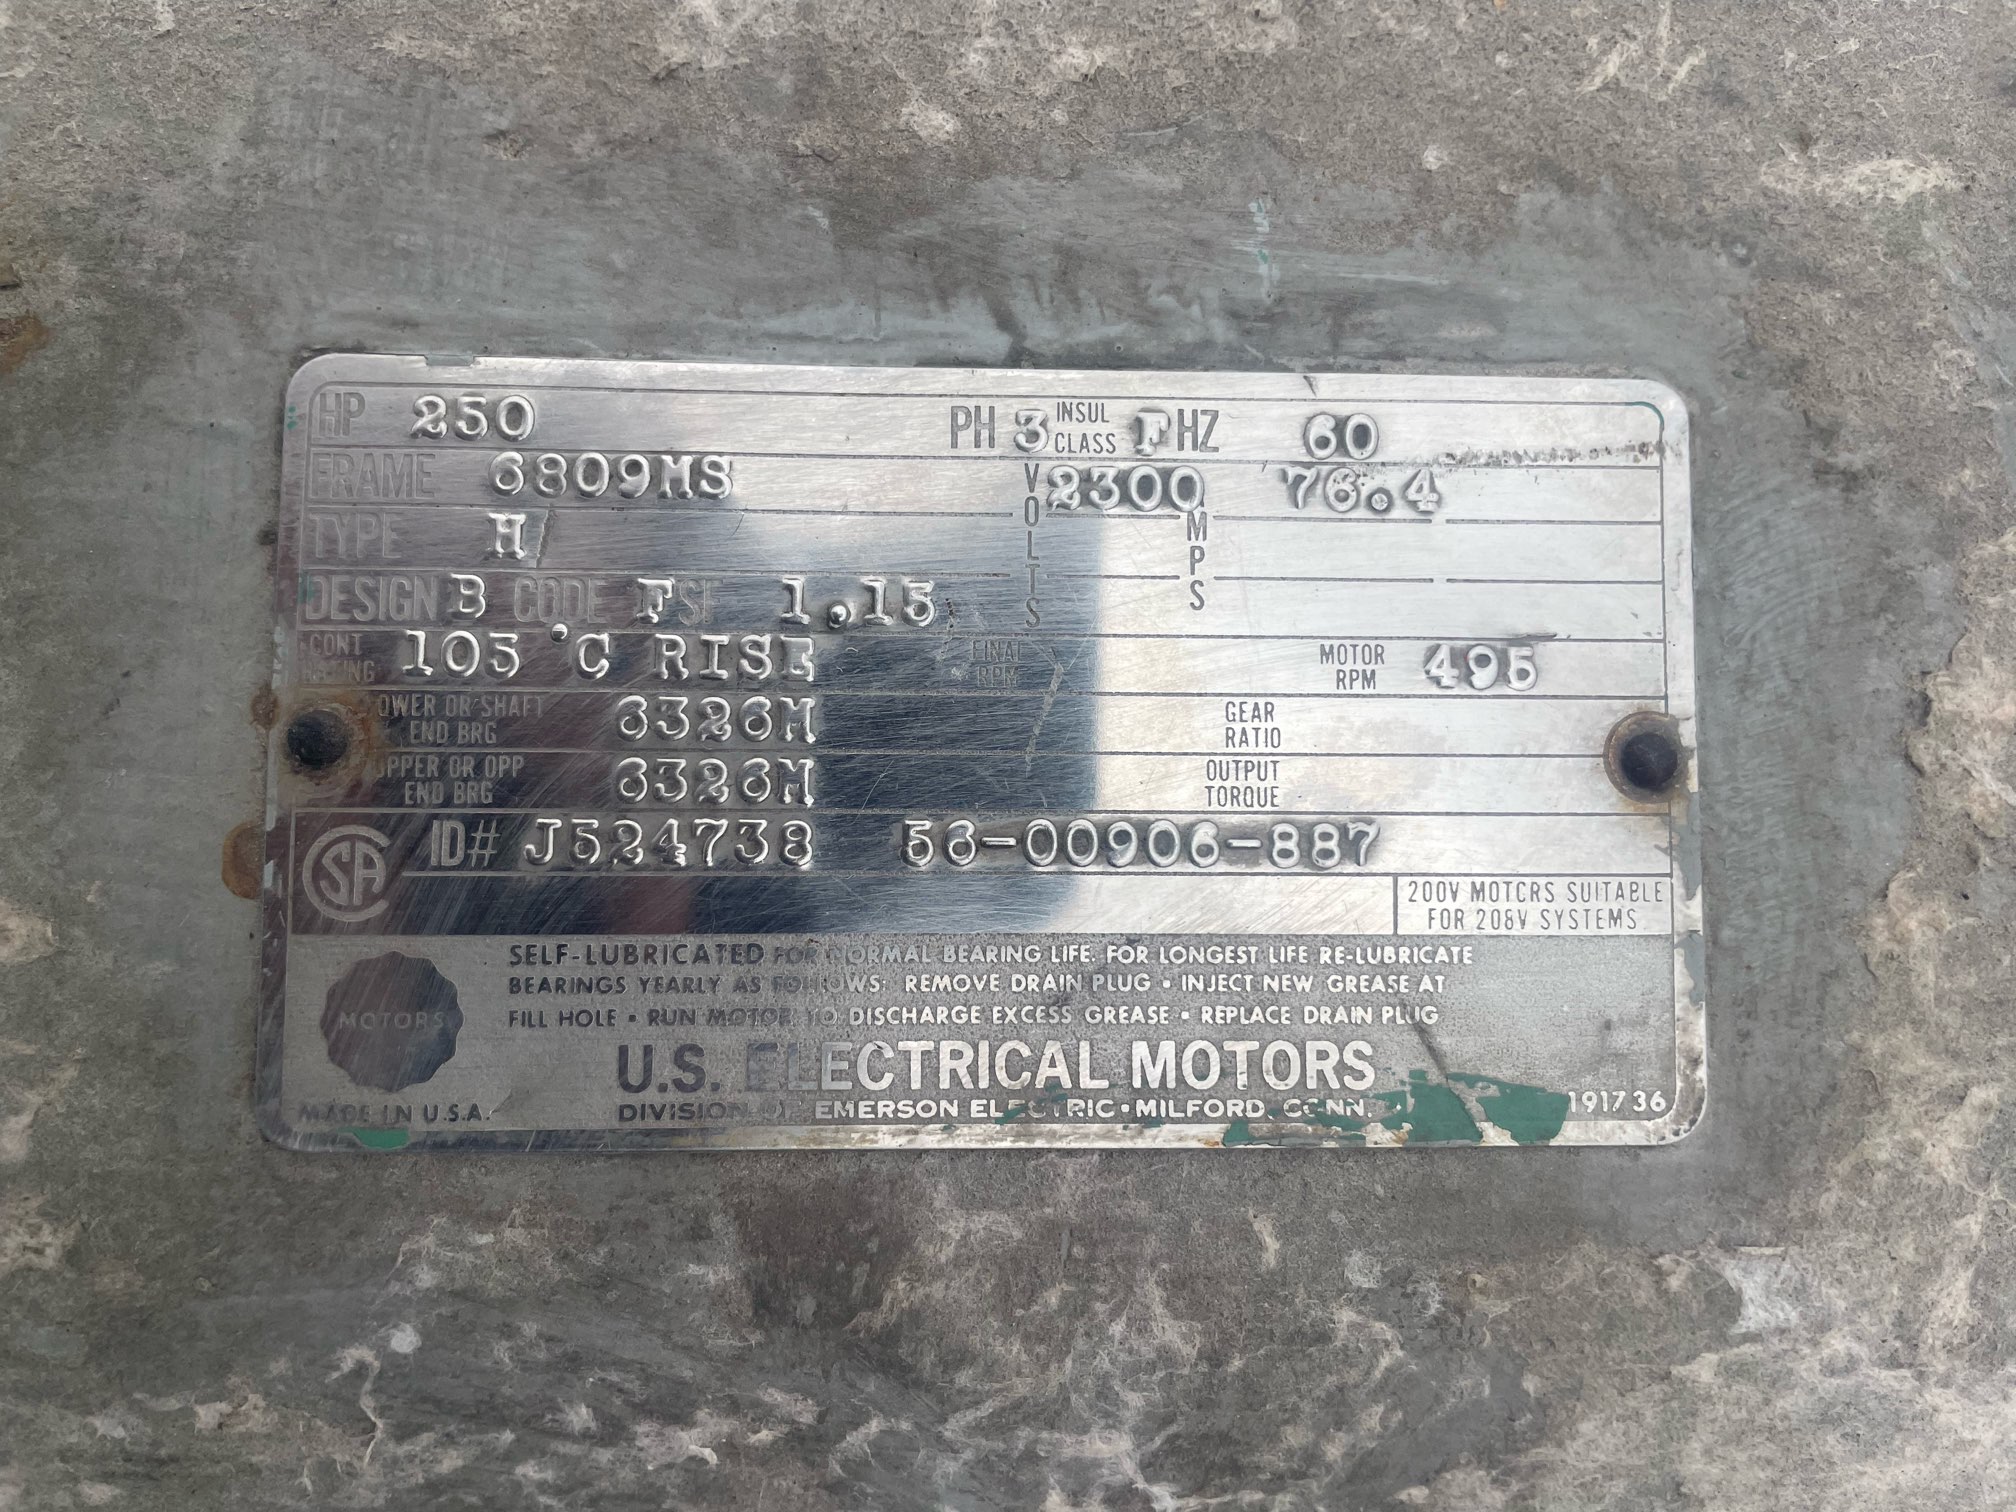 HP 250 PH 3 INSUL CLASS F HZ 60
FRAME 6809MS VOLTS 2300 AMPS 76.4
TYPE H
DESIGN B CODE F SF 1.15
CONT RATING 105 °C RISE FINAL RPM MOTOR RPM 495
LOWER OR SHAFT END BRG 6326M GEAR RATIO
UPPER OR OPP END BRG 6326M OUTPUT TORQUE
SA ID# J524738 56-00906-887
200V MOTORS SUITABLE
FOR 208V SYSTEMS
SELF-LUBRICATED FOR NORMAL BEARING LIFE. FOR LONGEST LIFE RE-LUBRICATE
BEARINGS YEARLY AS FOLLOWS: REMOVE DRAIN PLUG • INJECT NEW GREASE AT
FILL HOLE • RUN MOTOR TO DISCHARGE EXCESS GREASE • REPLACE DRAIN PLUG
MOTORS
U.S. ELECTRICAL MOTORS
MADE IN U.S.A. DIVISION OF EMERSON ELECTRIC • MILFORD, CONN. 191736